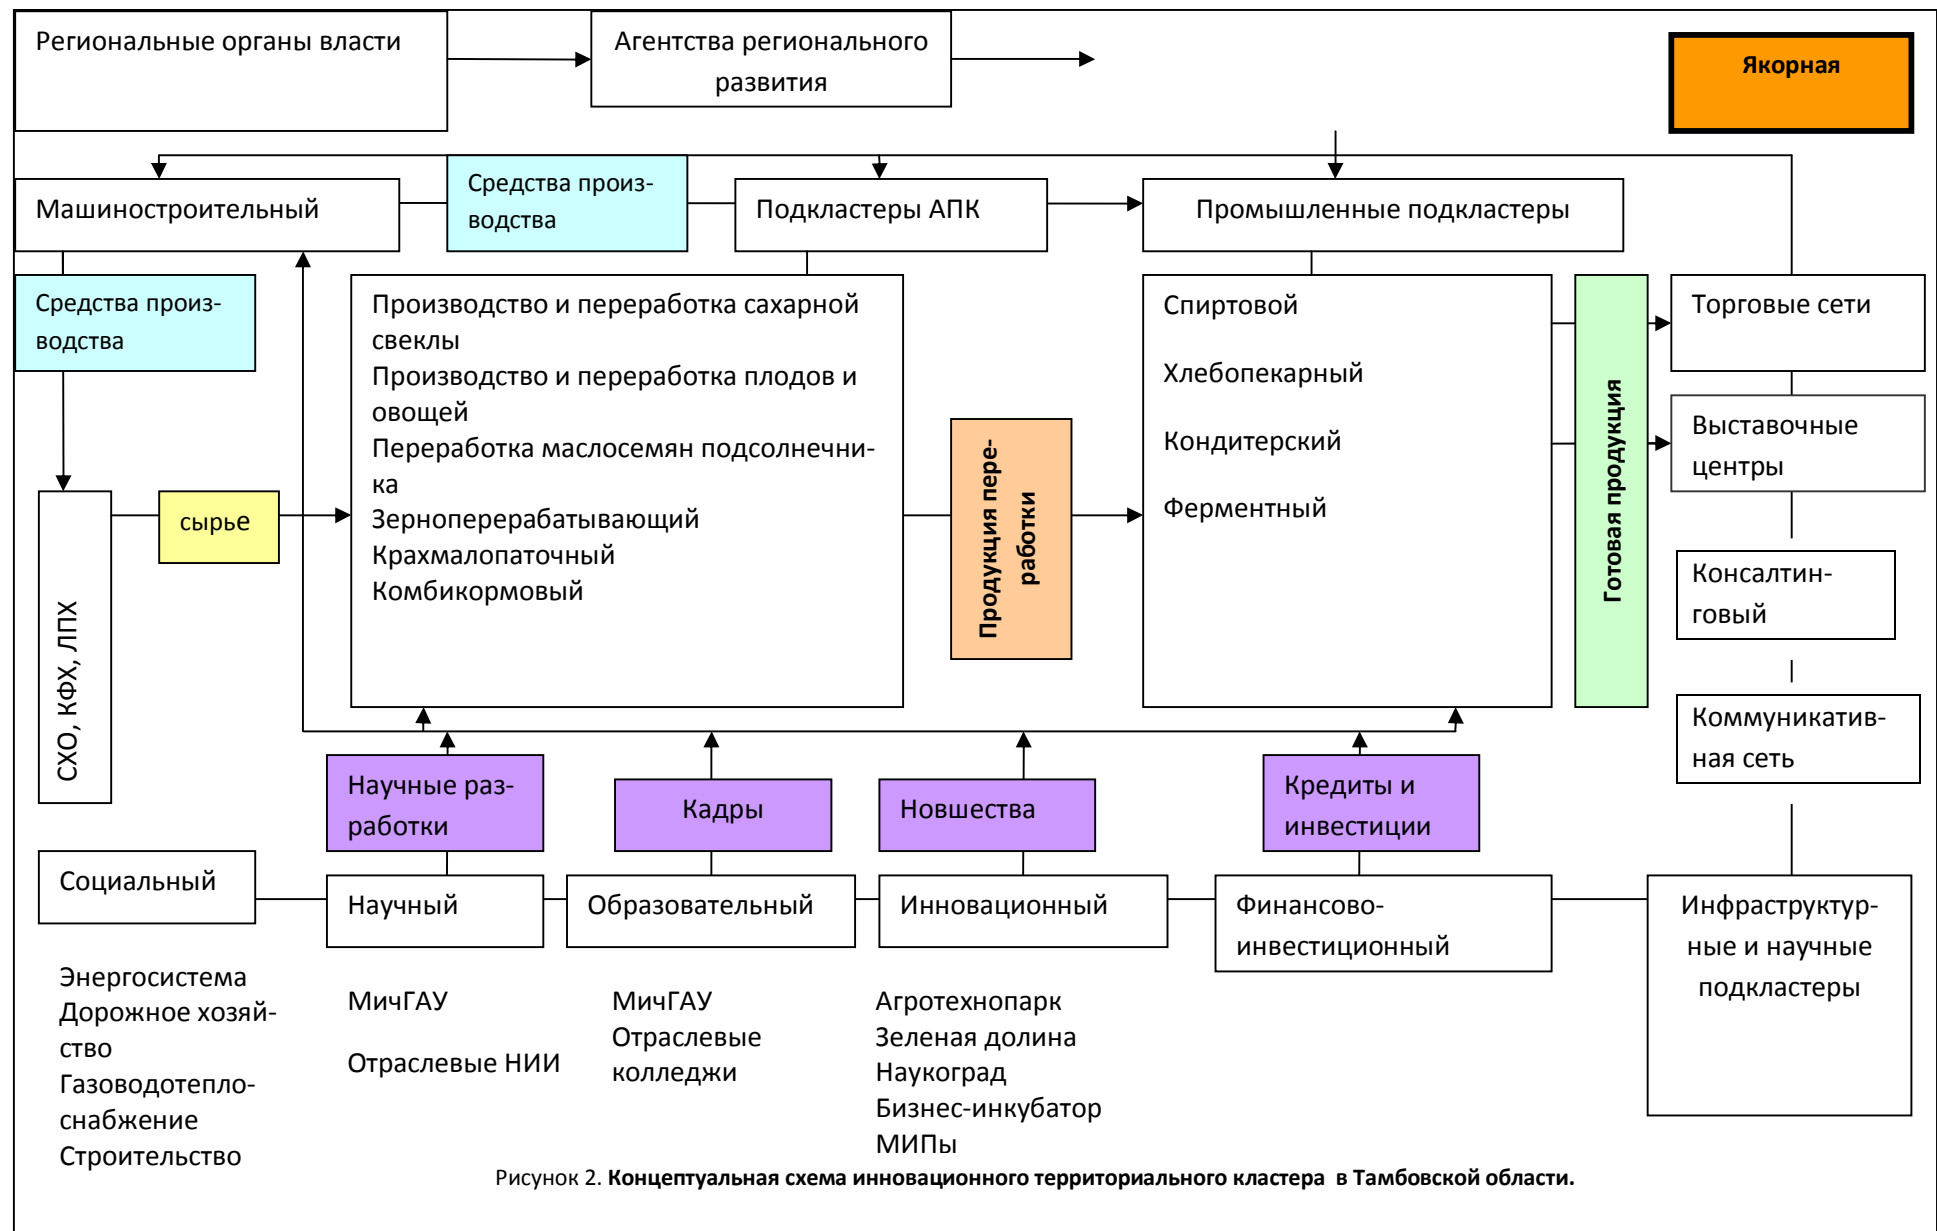 Региональные органы власти
Агентства регионального
развития
Якорная
Машиностроительный
Средства произ-
водства
Подкластеры АПК
Промышленные подкластеры
Средства произ-
водства
Производство и переработка сахарной
свеклы
Производство и переработка плодов и
овощей
Переработка маслосемян подсолнечни-
ка
Зерноперерабатывающий
Крахмалопаточный
Комбикормовый
Спиртовой
Хлебопекарный
Кондитерский
Ферментный
Готовая продукция
Торговые сети
Выставочные
центры
Продукция пере-
работки
СХО, КФХ, ЛПХ
сырье
Консалтин-
говый
Коммуникатив-
ная сеть
Научные раз-
работки
Кадры
Новшества
Кредиты и
инвестиции
Социальный
Научный
Образовательный
Инновационный
Финансово-
инвестиционный
Инфраструктур-
ные и научные
подкластеры
Энергосистема
Дорожное хозяй-
ство
Газоводотепло-
снабжение
Строительство
МичГАУ
Отраслевые НИИ
МичГАУ
Отраслевые
колледжи
Агротехнопарк
Зеленая долина
Наукоград
Бизнес-инкубатор
МИПы
Рисунок 2. Концептуальная схема инновационного территориального кластера в Тамбовской области.